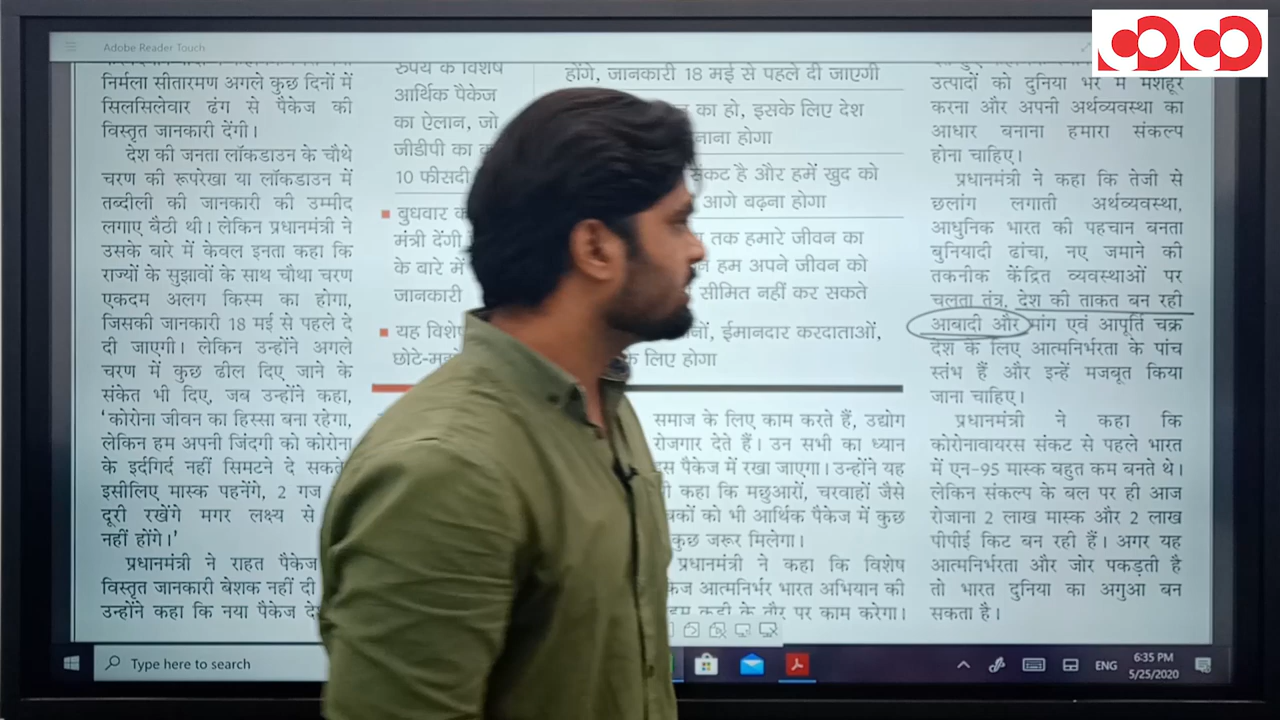 Adobe Reader Touch
निर्मला सीतारमण अगले कुछ दिनों में
सिलसिलेवार ढंग से पैकेज की
विस्तृत जानकारी देंगी।
देश की जनता लॉकडाउन के चौथे
चरण की रूपरेखा या लॉकडाउन में
तब्दीली की जानकारी की उम्मीद
लगाए बैठी थी। लेकिन प्रधानमंत्री ने
उसके बारे में केवल इनता कहा कि
राज्यों के सुझावों के साथ चौथा चरण
एकदम अलग किस्म का होगा,
जिसकी जानकारी 18 मई से पहले दे
दी जाएगी। लेकिन उन्होंने अगले
चरण में कुछ ढील दिए जाने के
संकेत भी दिए, जब उन्होंने कहा,
'कोरोना जीवन का हिस्सा बना रहेगा,
लेकिन हम अपनी जिंदगी को कोरोना
के इर्दगिर्द नहीं सिमटने दे सकते
इसीलिए मास्क पहनेंगे, 2 गज
दूरी रखेंगे मगर लक्ष्य से
नहीं होंगे।'
प्रधानमंत्री ने राहत पैकेज
विस्तृत जानकारी बेशक नहीं दी
उन्होंने कहा कि नया पैकेज
रुपये के विशेष
आर्थिक पैकेज
का ऐलान, जो
जीडीपी का
10 फीसदी
बुधवार
मंत्री देंगी
के बारे में
जानकारी
यह
छोटे
होंगे, जानकारी 18 मई से पहले दी जाएगी
का हो, इसके लिए देश
होगा
संकट है और हमें खुद को
आगे बढ़ना होगा
तक हमारे जीवन का
हम अपने जीवन को
सीमित नहीं कर सकते
ईमानदार करदाताओं,
के लिए होगा
समाज के लिए काम करते हैं, उद्योग
रोजगार देते हैं। उन सभी का ध्यान
पैकेज में रखा जाएगा। उन्होंने यह
कहा कि मछुआरों, चरवाहों जैसे
को भी आर्थिक पैकेज में कुछ
कुछ जरूर मिलेगा।
प्रधानमंत्री ने कहा कि विशेष
आत्मनिर्भर भारत अभियान की
कड़ी के तौर पर काम करेगा।
उत्पादों को दुनिया भर में मशहूर
करना और अपनी अर्थव्यवस्था का
आधार बनाना हमारा संकल्प
होना चाहिए।
प्रधानमंत्री ने कहा कि तेजी से
छलांग लगाती अर्थव्यवस्था,
आधुनिक भारत की पहचान बनता
बुनियादी ढांचा, नए जमाने की
तकनीक केंद्रित व्यवस्थाओं पर
चलता तंत्र, देश की ताकत बन रही
आबादी और मांग एवं आपूर्ति चक्र
देश के लिए आत्मनिर्भरता के पांच
स्तंभ हैं और इन्हें मजबूत किया
जाना चाहिए।
प्रधानमंत्री ने कहा कि
कोरोनावायरस संकट से पहले भारत
में एन-95 मास्क बहुत कम बनते थे।
लेकिन संकल्प के बल पर ही आज
रोजाना 2 लाख मास्क और 2 लाख
पीपीई किट बन रही हैं। अगर यह
आत्मनिर्भरता और जोर पकड़ती है
तो भारत दुनिया का अगुआ बन
सकता है।
Type here to search
ENG
6:35 PM
5/25/2020